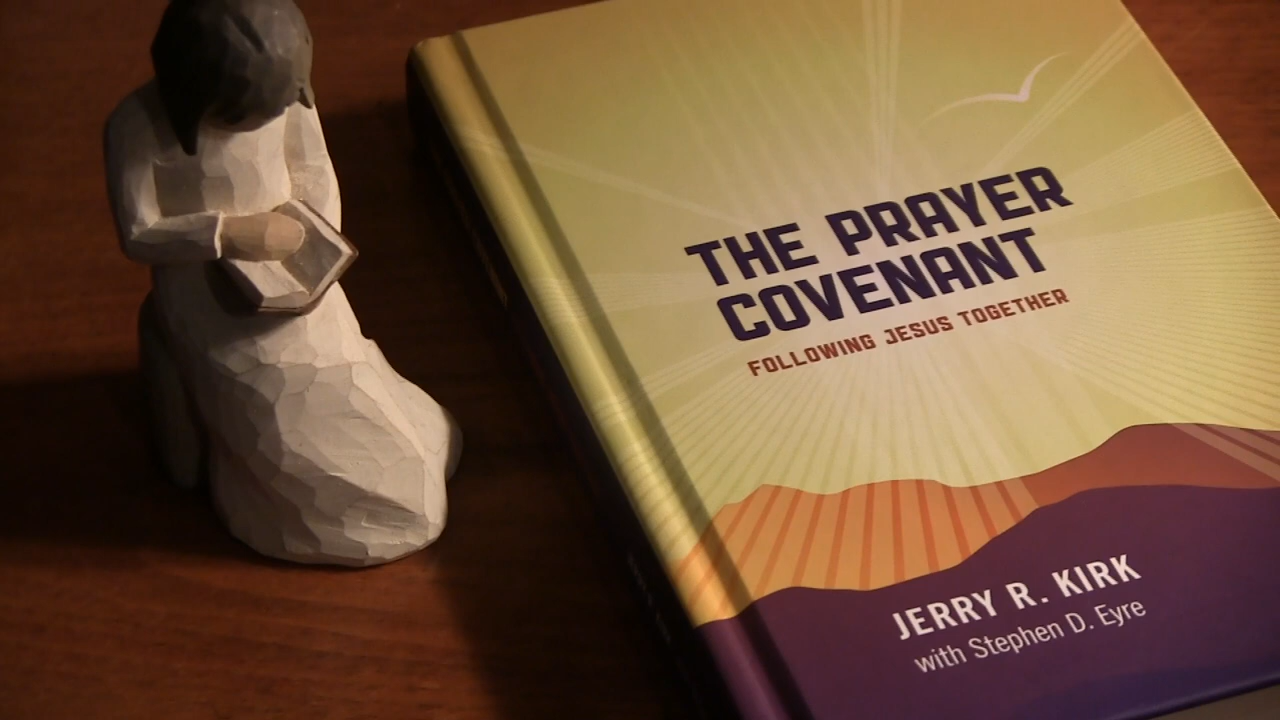 THE PRAYER
COVENANT
FOLLOWING JESUS TOGETHER
JERRY R. KIRK
with Stephen D. Eyre